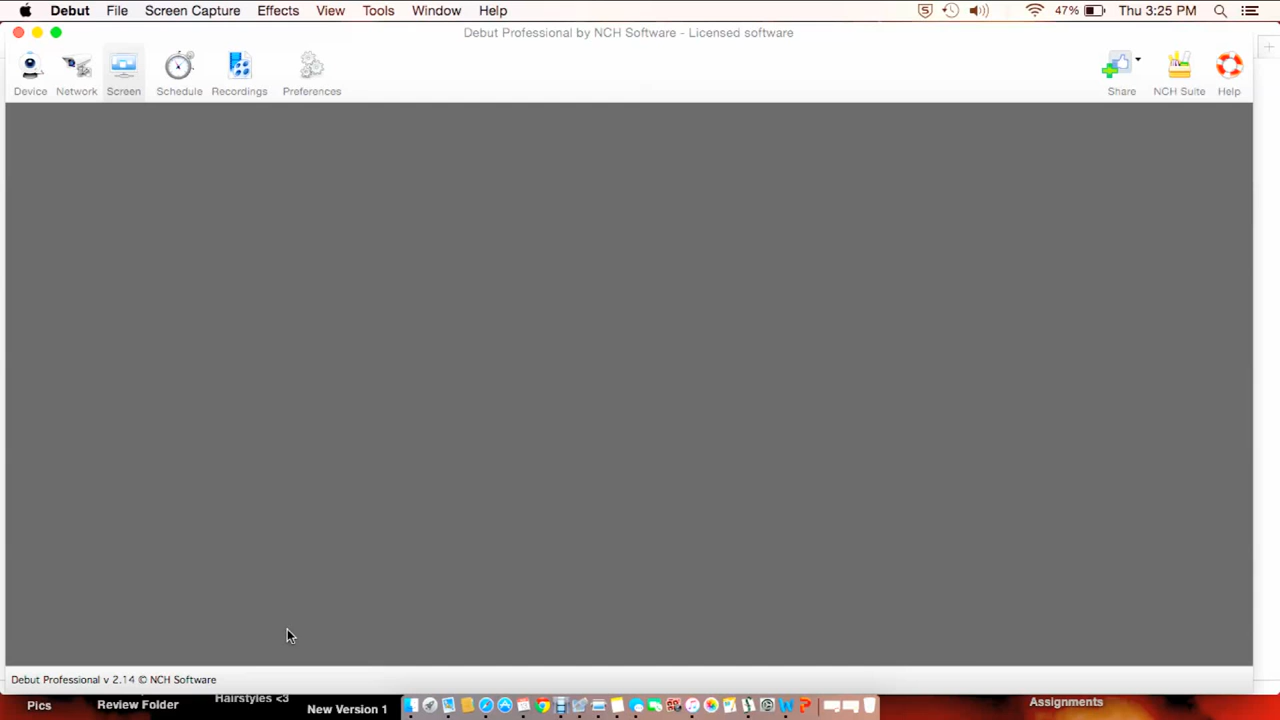 Debut File Screen Capture Effects View Tools Window Help 47% Thu 3:25 PM
Debut Professional by NCH Software - Licensed software
Device Network Screen Schedule Recordings Preferences Share NCH Suite Help
Debut Professional v 2.14 © NCH Software
Pics Review Folder Hairstyles <3 New Version 1 Assignments